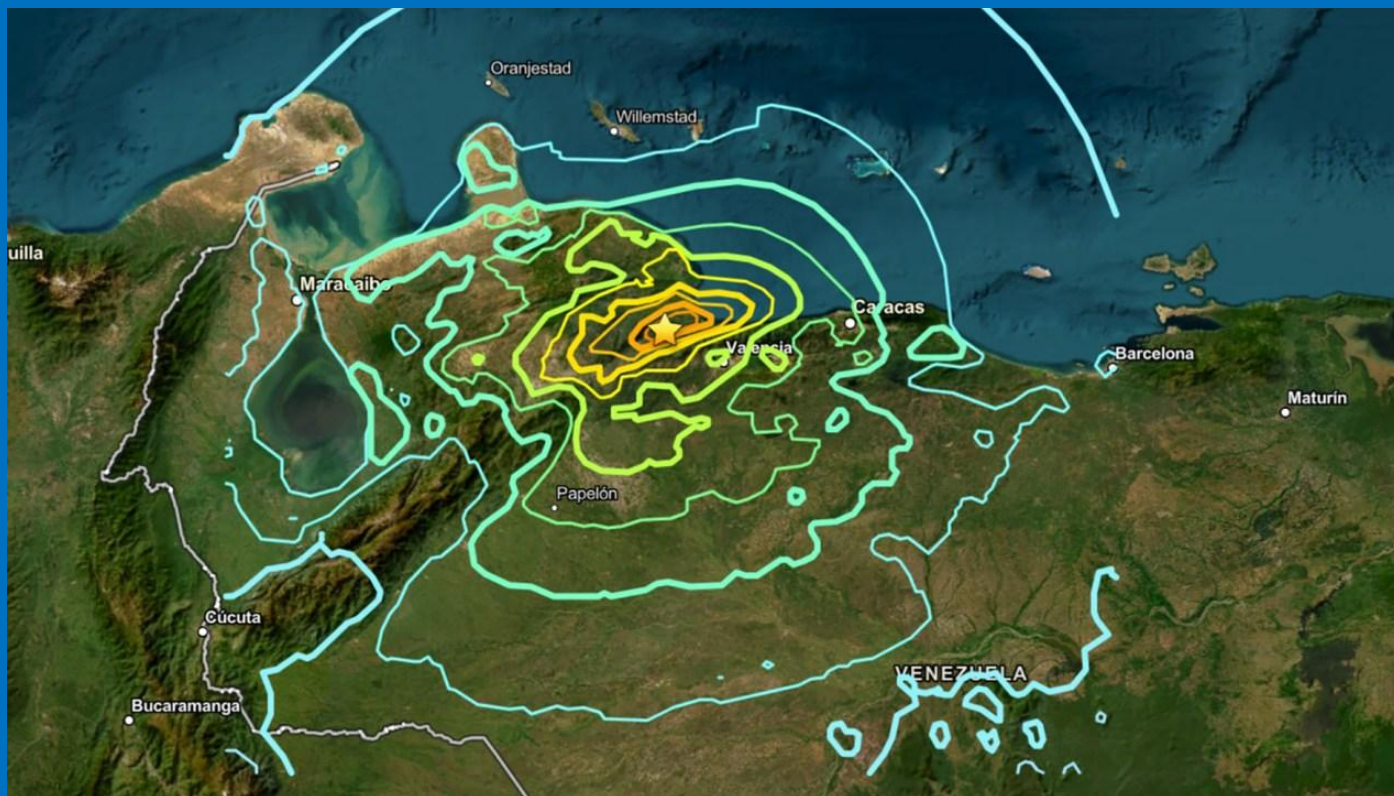 Oranjestad
Willemstad
uilla
Maracaibo
Caracas
Valencia
Barcelona
Maturín
Papelón
Cúcuta
VENEZUELA
Bucaramanga